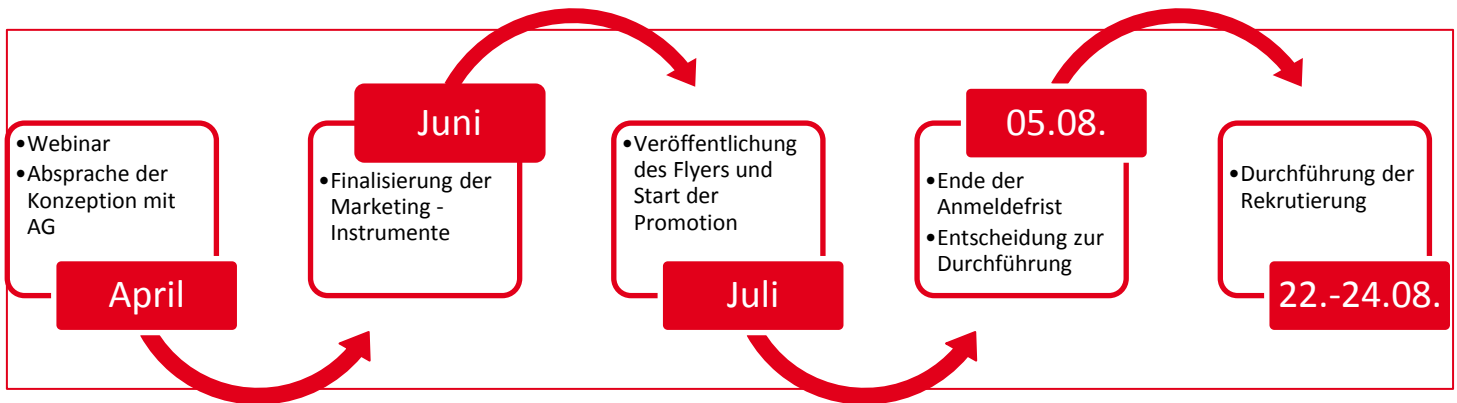 •Webinar
•Absprache der
Konzeption mit
AG
April
Juni
•Finalisierung der
Marketing -
Instrumente
•Veröffentlichung
des Flyers und
Start der
Promotion
Juli
05.08.
•Ende der
Anmeldefrist
•Entscheidung zur
Durchführung
•Durchführung der
Rekrutierung
22.-24.08.